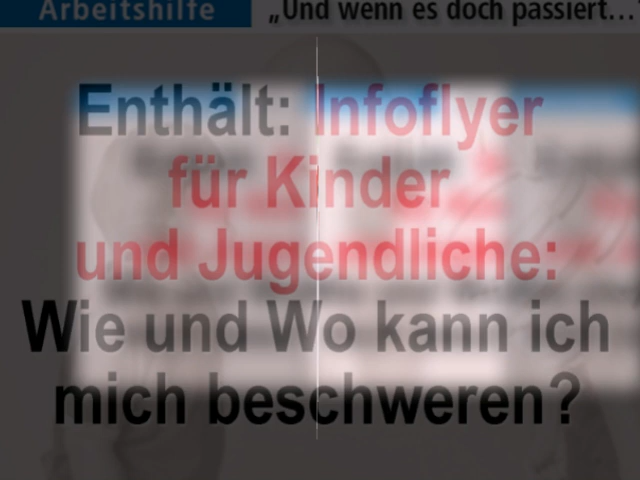 Arbeitshilfe „Und wenn es doch passiert...
Enthält: Infoflyer
für Kinder
und Jugendliche:
Wie und Wo kann ich
mich beschweren?